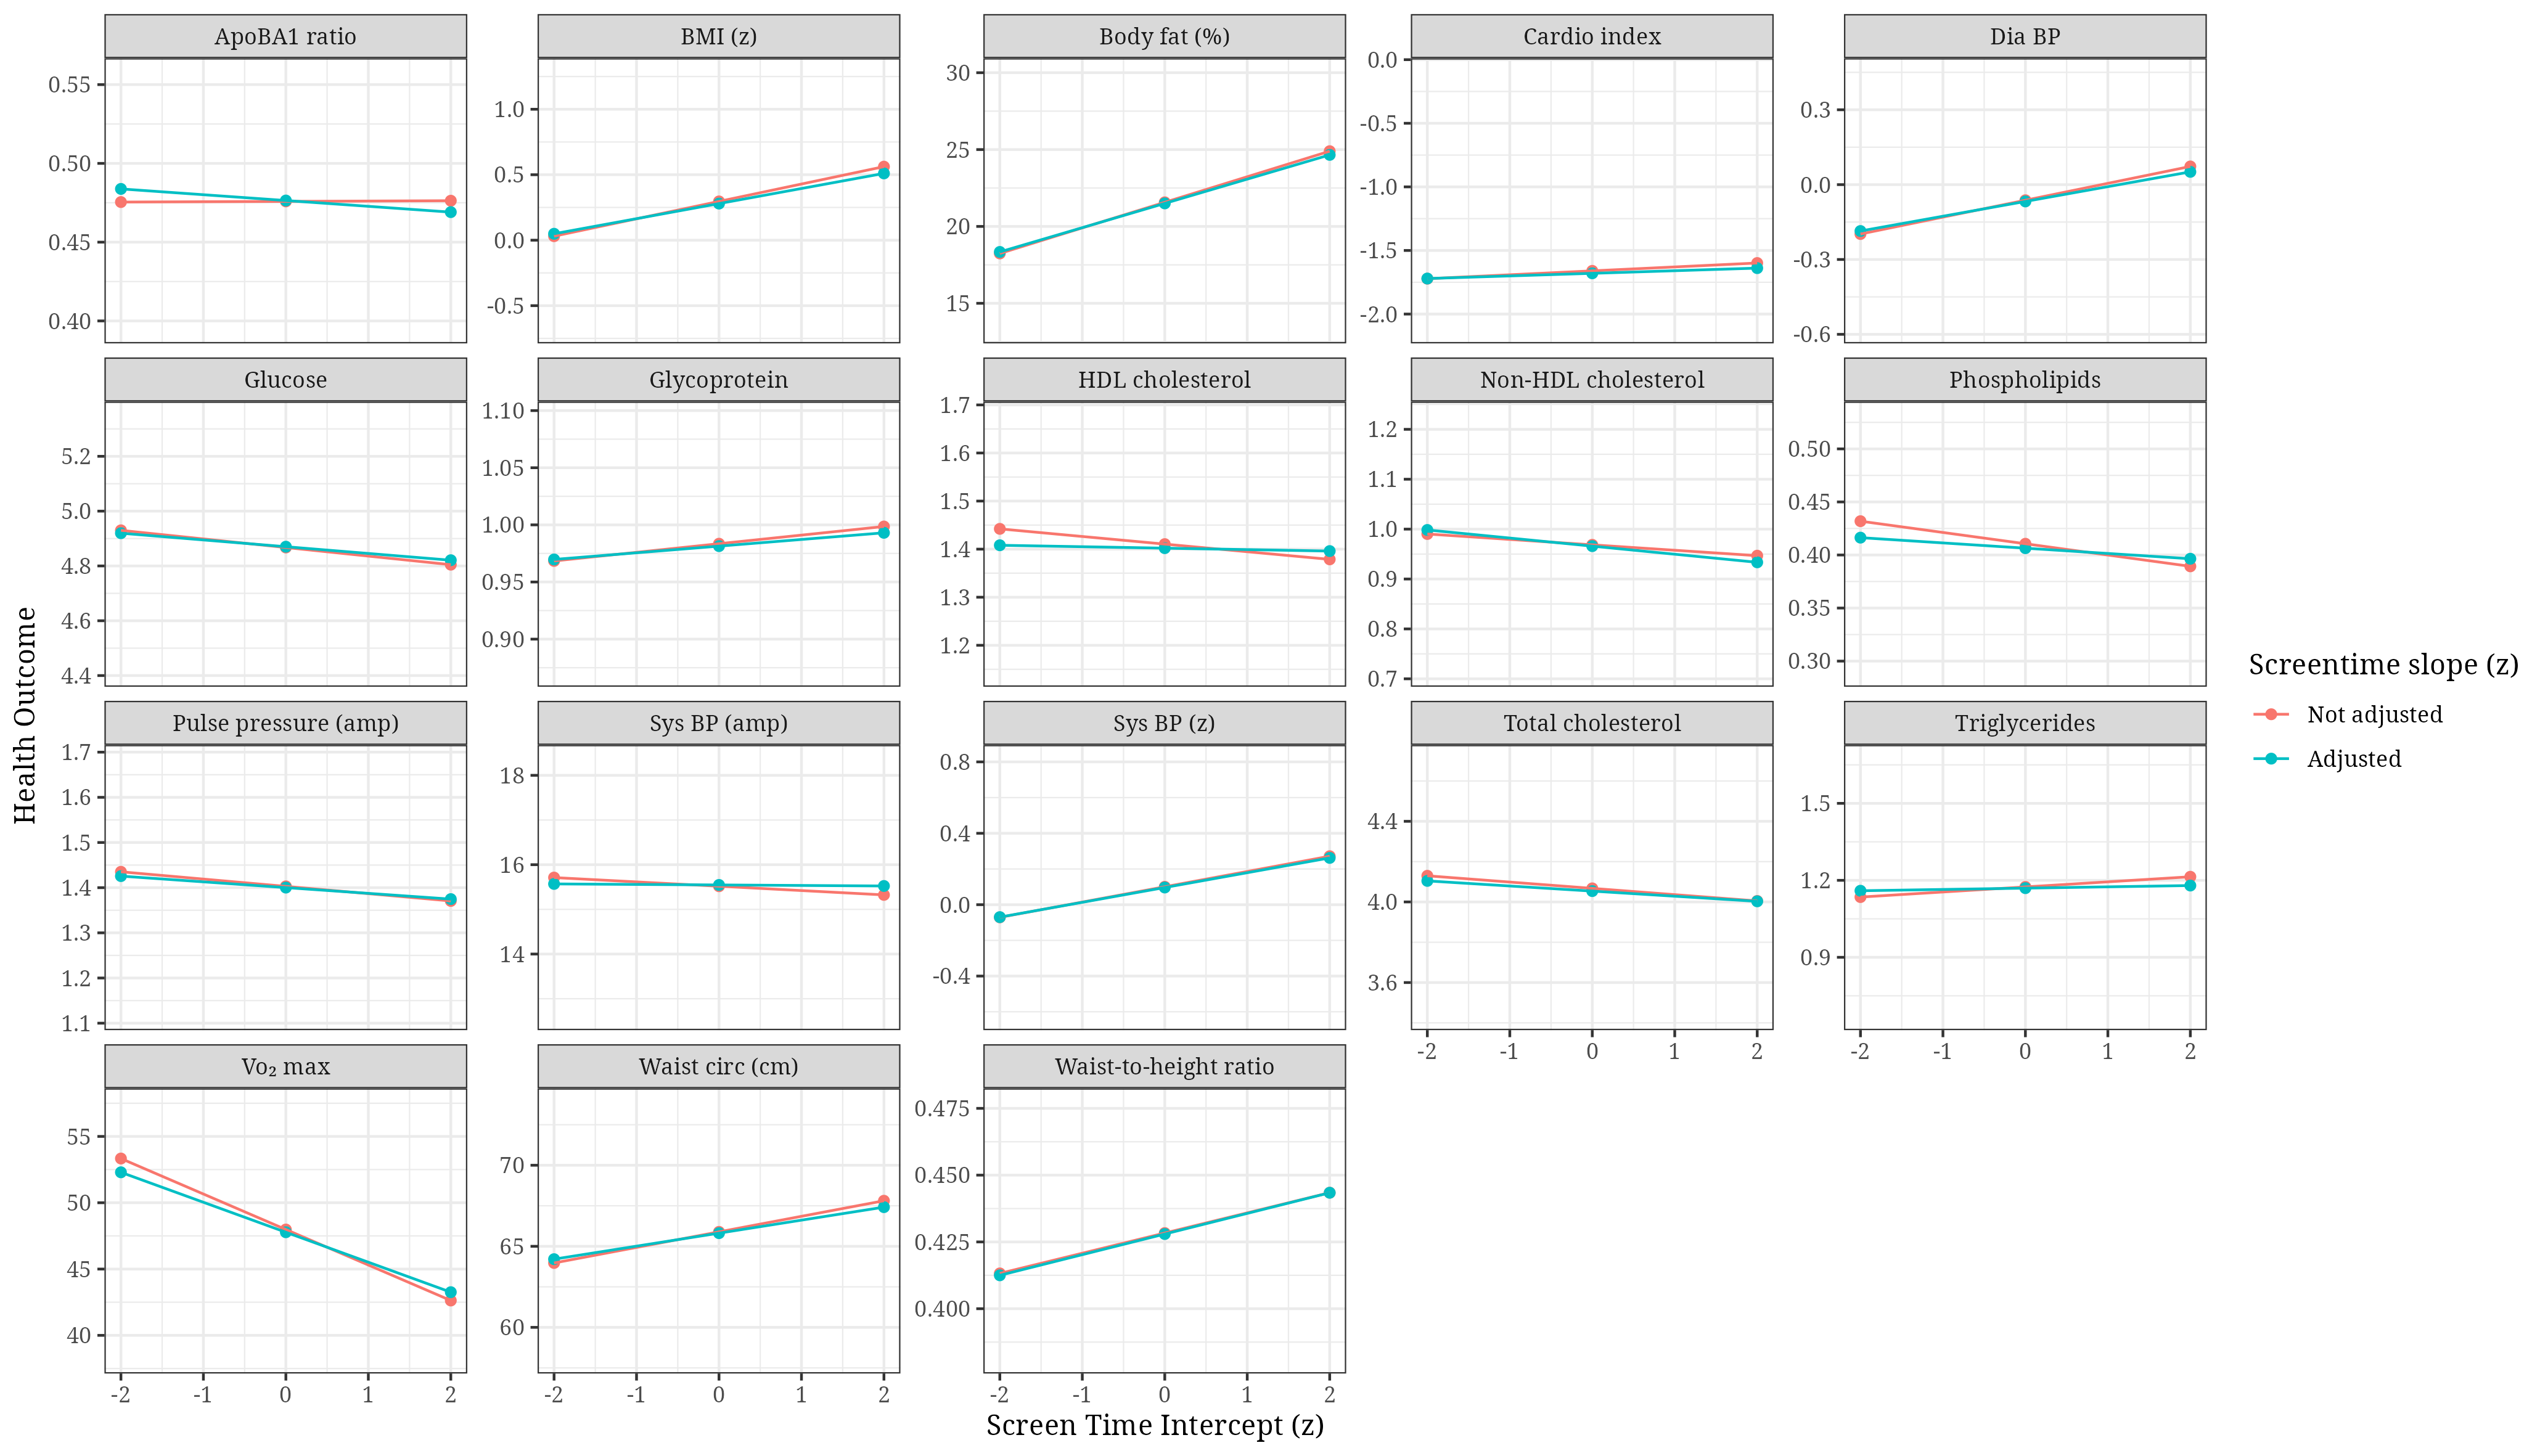 ApoBA1 ratio
BMI (z)
Body fat (%)
Cardio index
Dia BP
0.55
0.50
0.45
0.40
1.0
0.5
0.0
-0.5
30
25
20
15
0.0
-0.5
-1.0
-1.5
-2.0
0.3
0.0
-0.3
-0.6
Glucose
Glycoprotein
HDL cholesterol
Non-HDL cholesterol
Phospholipids
5.2
5.0
4.8
4.6
4.4
1.10
1.05
1.00
0.95
0.90
1.7
1.6
1.5
1.4
1.3
1.2
1.2
1.1
1.0
0.9
0.8
0.7
0.50
0.45
0.40
0.35
0.30
Pulse pressure (amp)
Sys BP (amp)
Sys BP (z)
Total cholesterol
Triglycerides
1.7
1.6
1.5
1.4
1.3
1.2
1.1
18
16
14
0.8
0.4
0.0
-0.4
4.4
4.0
3.6
1.5
1.2
0.9
-2 -1 0 1 2
-2 -1 0 1 2
Vo₂ max
Waist circ (cm)
Waist-to-height ratio
55
50
45
40
70
65
60
0.475
0.450
0.425
0.400
-2 -1 0 1 2
-2 -1 0 1 2
-2 -1 0 1 2
Screen Time Intercept (z)
Health Outcome
Screentime slope (z)
Not adjusted
Adjusted